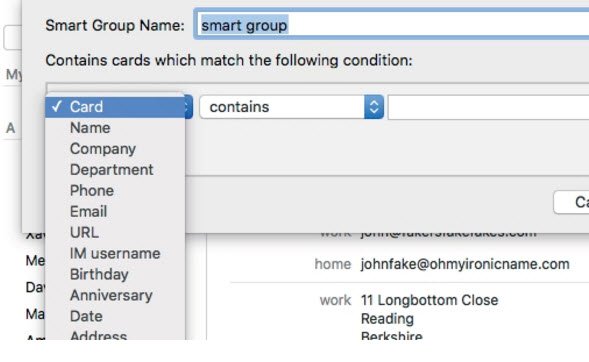 Smart Group Name: smart group
Contains cards which match the following condition:
My
✓ Card
contains
A
Name
Company
Department
Phone
Email
URL
IM username
Birthday
Anniversary
Date
Address
Ca
work john@fakersfakefakes.com
home johnfake@ohmyironicname.com
work 11 Longbottom Close
Reading
Berkshire
Xa
Me
Da
Ma